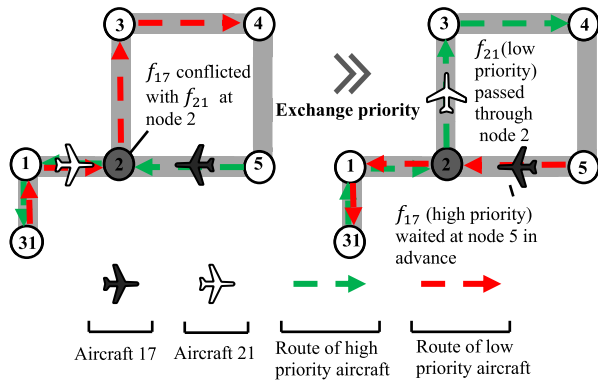 3
4
f17 conflicted
with f21 at
node 2
1
2
5
31
Exchange priority
3
4
f21(low
priority)
passed
through
node 2
1
2
5
31
f17 (high priority)
waited at node 5 in
advance
Aircraft 17
Aircraft 21
Route of high
priority aircraft
Route of low
priority aircraft